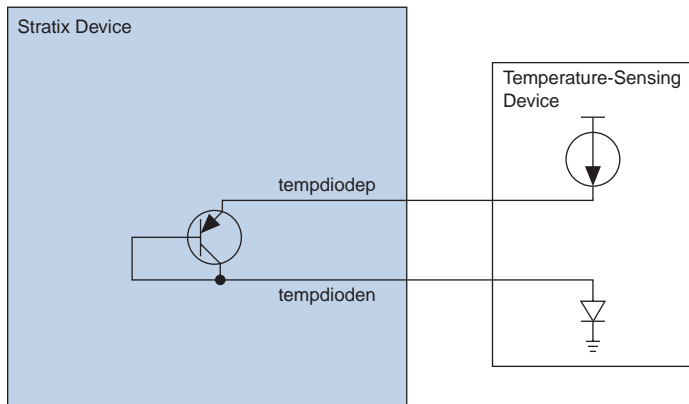 Stratix Device
Temperature-Sensing
Device
tempdiodep
tempdioden